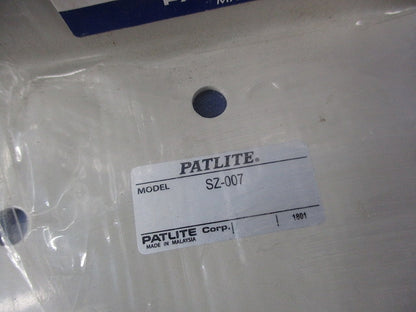 PATLITE®
MODEL SZ-007
PATLITE Corp.
MADE IN MALAYSIA
1801